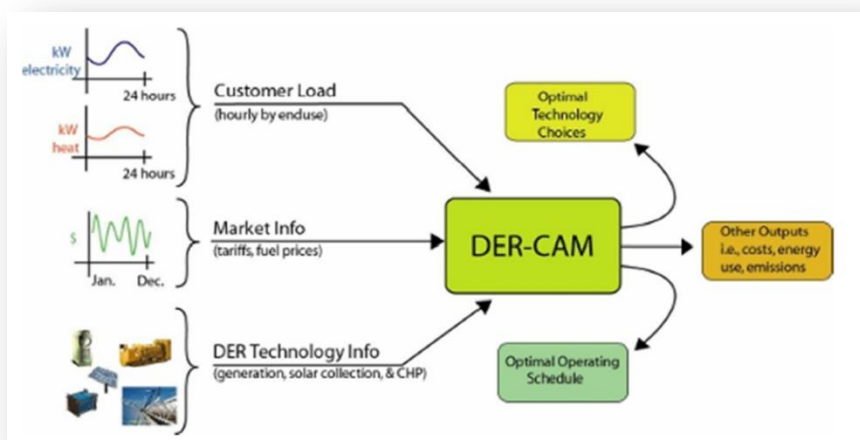 kW
electricity
24 hours
kW
heat
24 hours
Customer Load
(hourly by enduse)
$
Jan. Dec.
Market Info
(tariffs, fuel prices)
DER Technology Info
(generation, solar collection, & CHP)
DER-CAM
Optimal
Technology
Choices
Other Outputs
i.e., costs, energy
use, emissions
Optimal Operating
Schedule